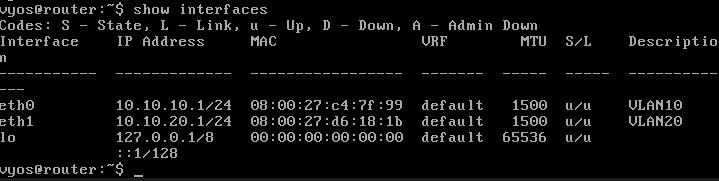 vyos@router:~$ show interfaces
Codes: S - State, L - Link, u - Up, D - Down, A - Admin Down
Interface    IP Address     MAC                VRF        MTU  S/L    Descriptio
n
-----------  -------------  -----------------  -------  -----  -----  ----------
---
eth0         10.10.10.1/24  08:00:27:c4:7f:99  default   1500  u/u    VLAN10
eth1         10.10.20.1/24  08:00:27:d6:18:1b  default   1500  u/u    VLAN20
lo           127.0.0.1/8    00:00:00:00:00:00  default  65536  u/u
             ::1/128
vyos@router:~$ _